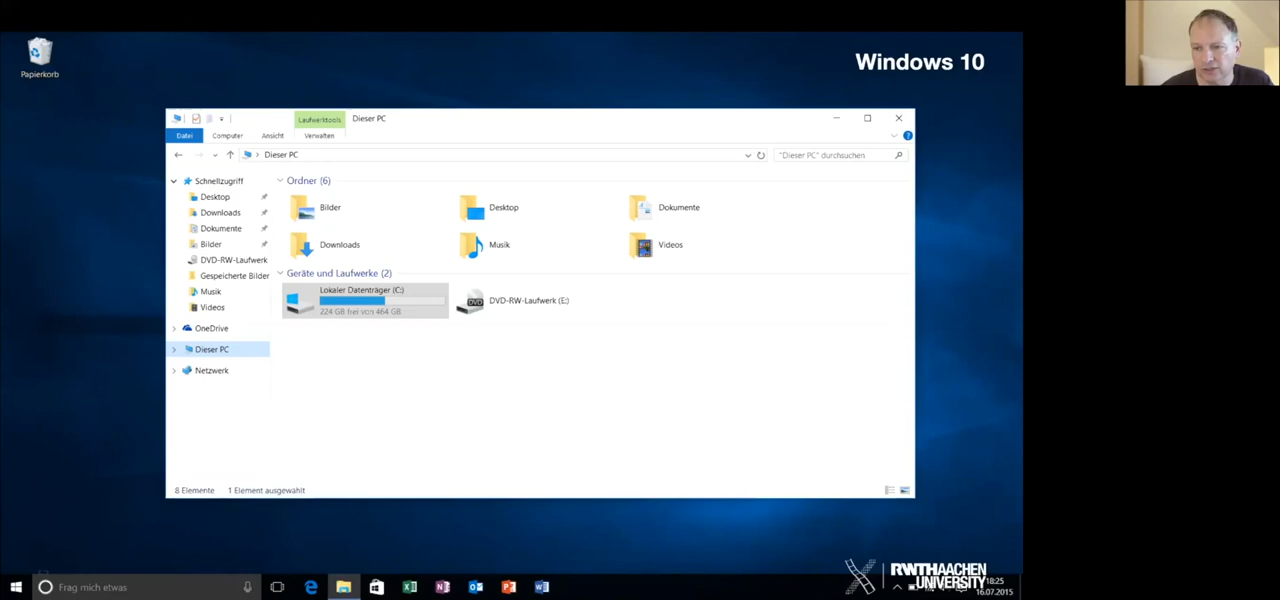 Windows 10
Papierkorb
Laufwerktools
Dieser PC
Datei
Computer
Ansicht
Verwalten
Dieser PC
"Dieser PC" durchsuchen
Schnellzugriff
Desktop
Downloads
Dokumente
Bilder
DVD-RW-Laufwerk
Gespeicherte Bilder
Musik
Videos
OneDrive
Dieser PC
Netzwerk
Ordner (6)
Bilder
Desktop
Dokumente
Downloads
Musik
Videos
Geräte und Laufwerke (2)
Lokaler Datenträger (C:)
224 GB frei von 464 GB
DVD
DVD-RW-Laufwerk (E:)
8 Elemente
1 Element ausgewählt
Frag mich etwas
RWTHAACHEN
UNIVERSITY
18:25
16.07.2015